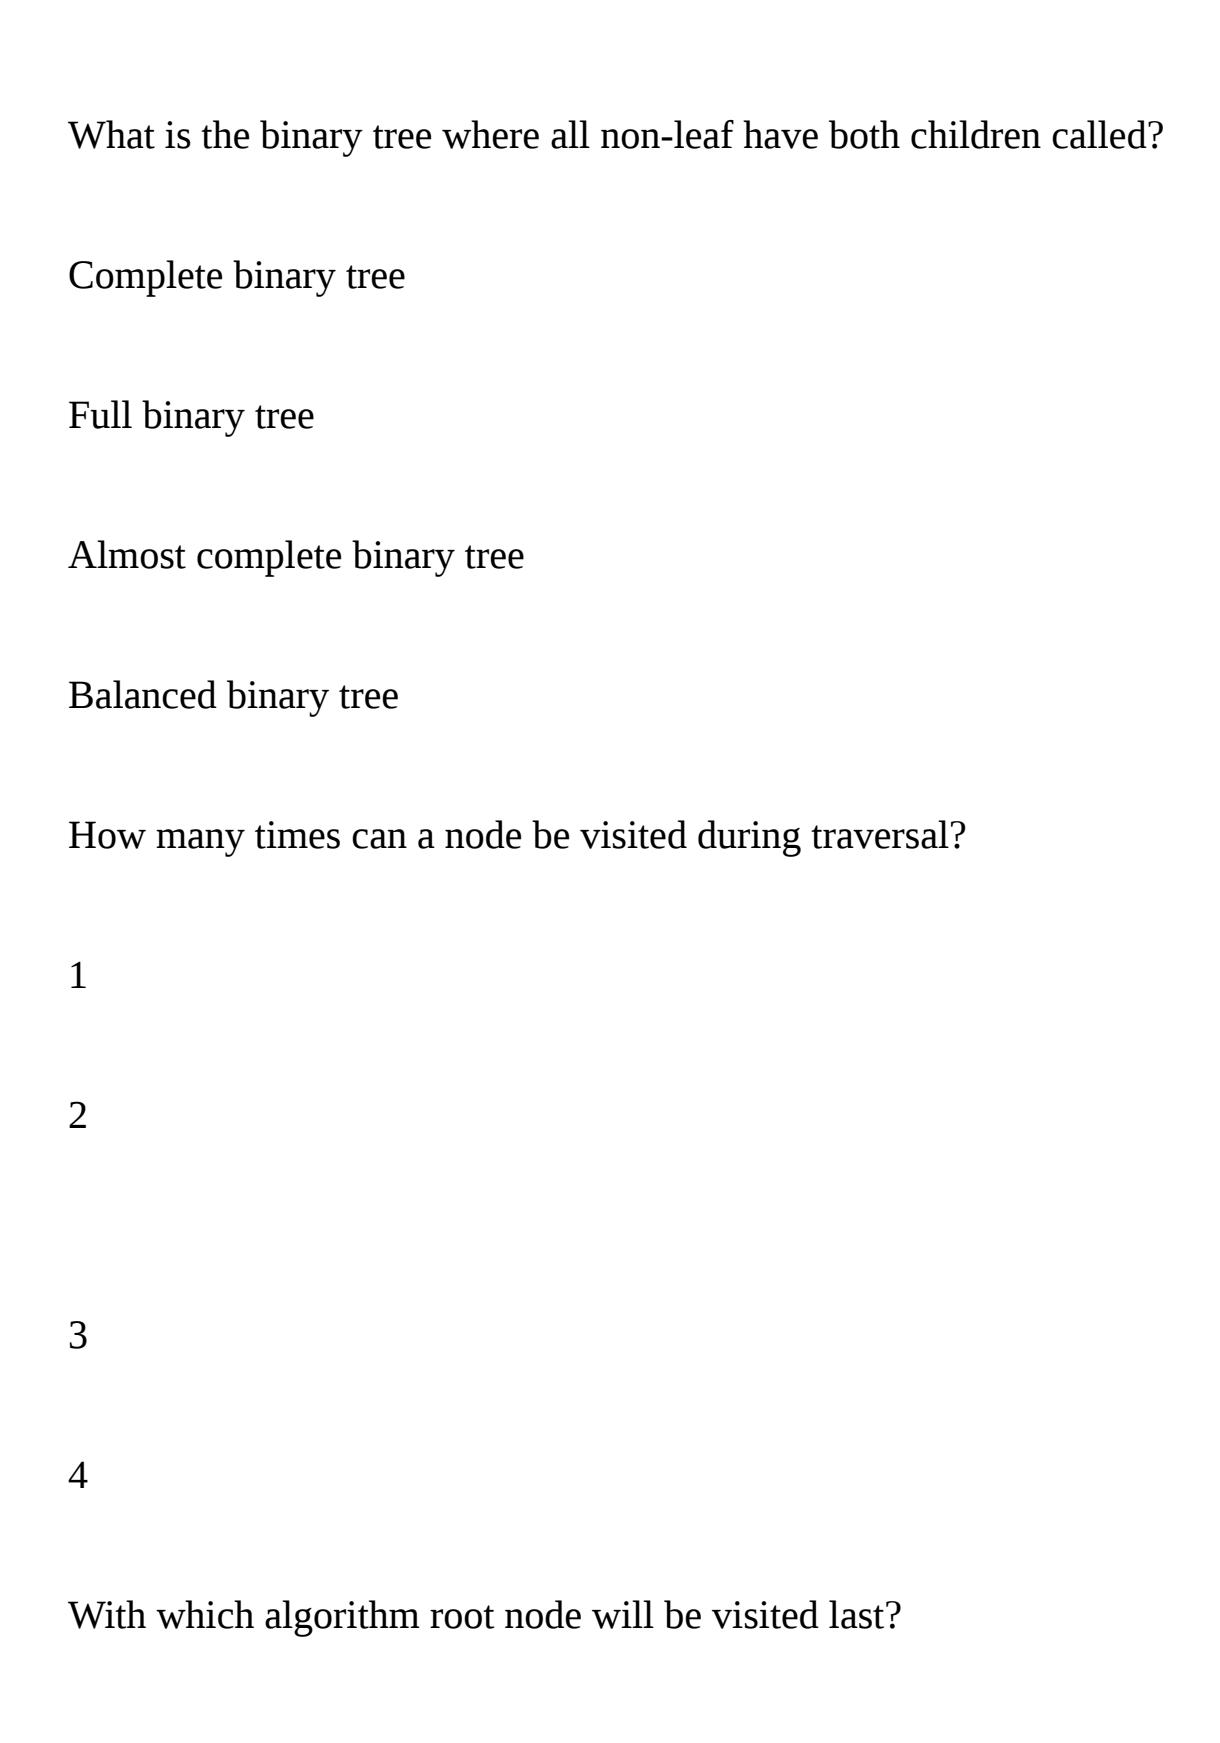 What is the binary tree where all non-leaf have both children called?
Complete binary tree
Full binary tree
Almost complete binary tree
Balanced binary tree
How many times can a node be visited during traversal?
1
2
3
4
With which algorithm root node will be visited last?